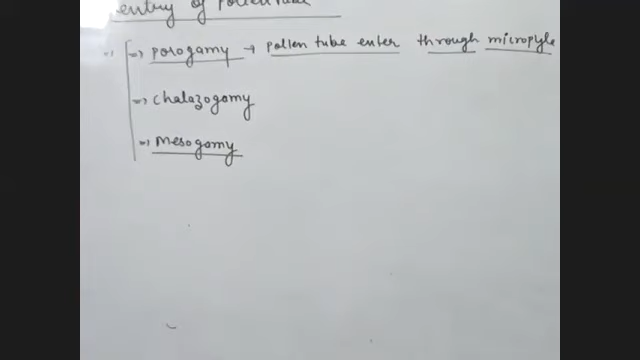 entry of Pollen tube
=> Porogamy → Pollen tube enter through micropyle
=> Chalazogamy
=> Mesogamy